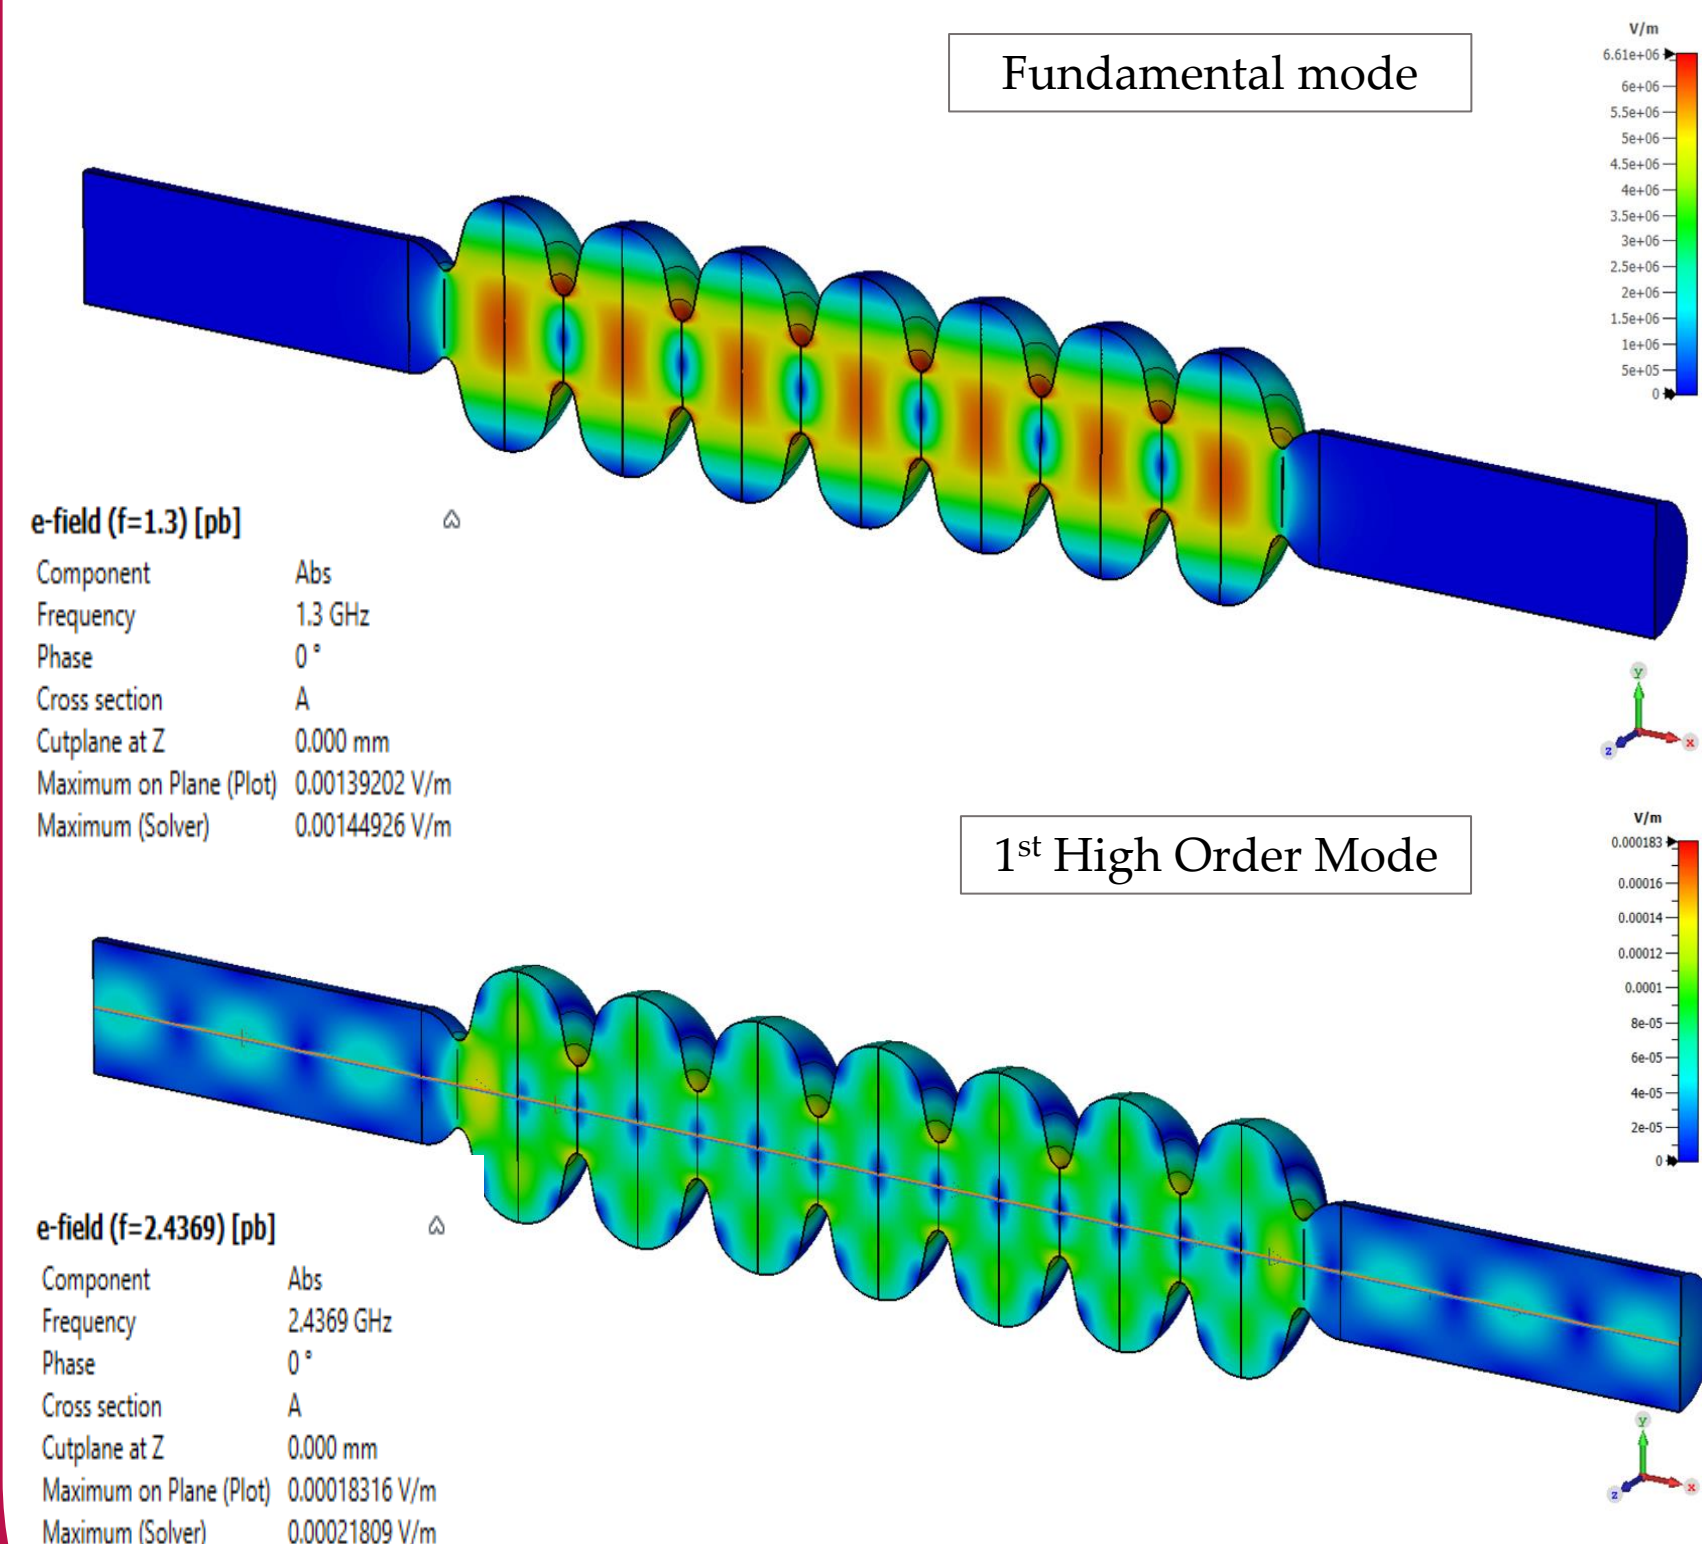 Fundamental mode
V/m
6.61e+06
6e+06
5.5e+06
5e+06
4.5e+06
4e+06
3.5e+06
3e+06
2.5e+06
2e+06
1.5e+06
1e+06
5e+05
0
e-field (f=1.3) [pb]
Component Abs
Frequency 1.3 GHz
Phase 0 °
Cross section A
Cutplane at Z 0.000 mm
Maximum on Plane (Plot) 0.00139202 V/m
Maximum (Solver) 0.00144926 V/m
y
z x
1st High Order Mode
V/m
0.000183
0.00016
0.00014
0.00012
0.0001
8e-05
6e-05
4e-05
2e-05
0
e-field (f=2.4369) [pb]
Component Abs
Frequency 2.4369 GHz
Phase 0 °
Cross section A
Cutplane at Z 0.000 mm
Maximum on Plane (Plot) 0.00018316 V/m
Maximum (Solver) 0.00021809 V/m
y
z x